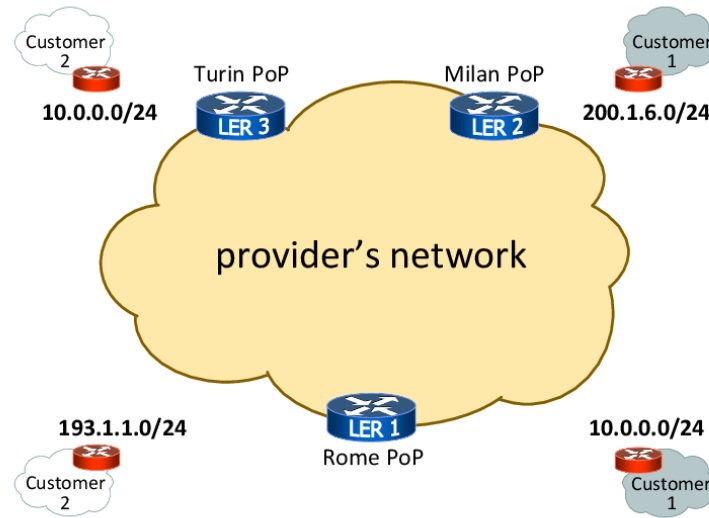 Customer
2
10.0.0.0/24
Turin PoP
LER 3
Milan PoP
LER 2
Customer
1
200.1.6.0/24
provider's network
193.1.1.0/24
Customer
2
LER 1
Rome PoP
10.0.0.0/24
Customer
1